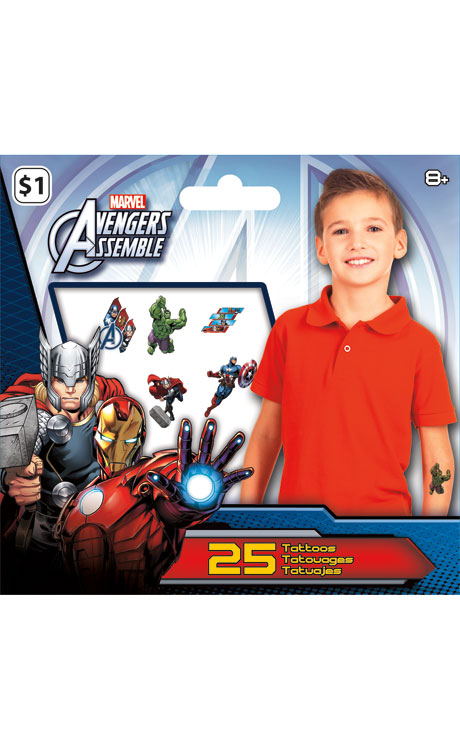 $1
8+
MARVEL
AVENGERS
ASSEMBLE
25
Tattoos
Tatouages
Tatuajes